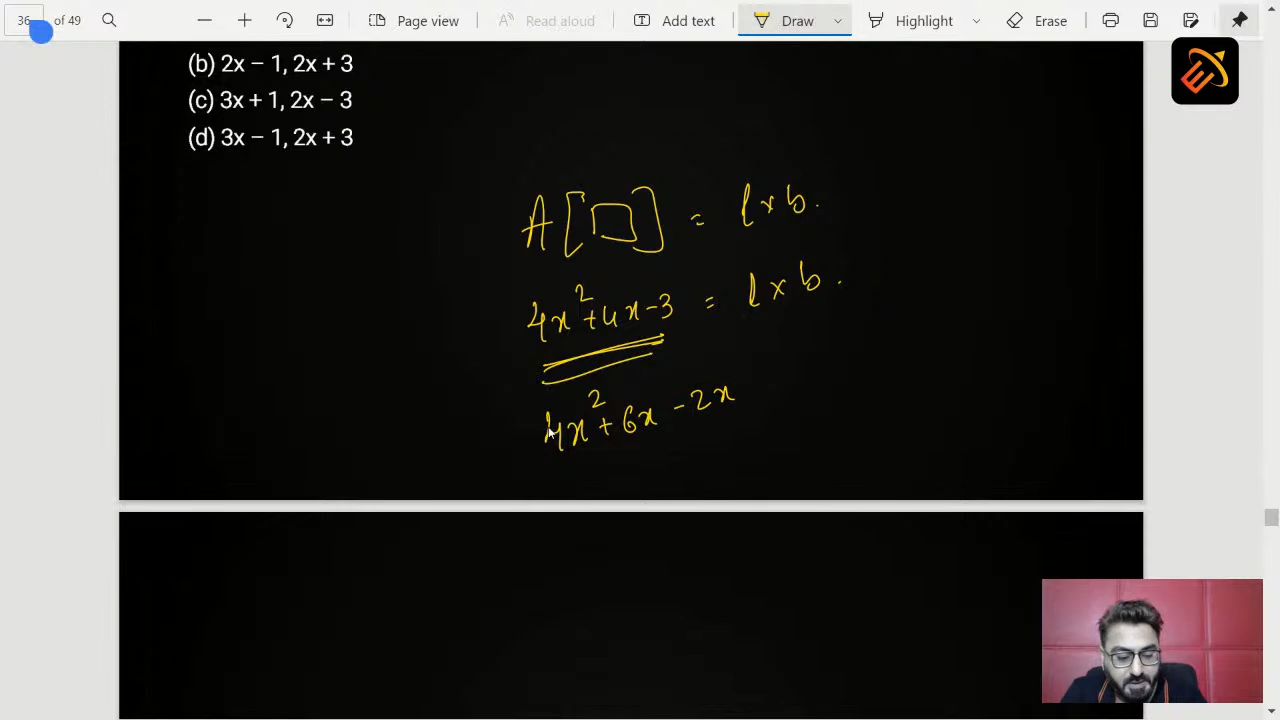 36 of 49 Page view Read aloud Add text Draw Highlight Erase
(b) 2x − 1, 2x + 3
(c) 3x + 1, 2x − 3
(d) 3x − 1, 2x + 3
A[□] = l × b.
4x²+4x−3 = l × b.
4x² + 6x − 2x